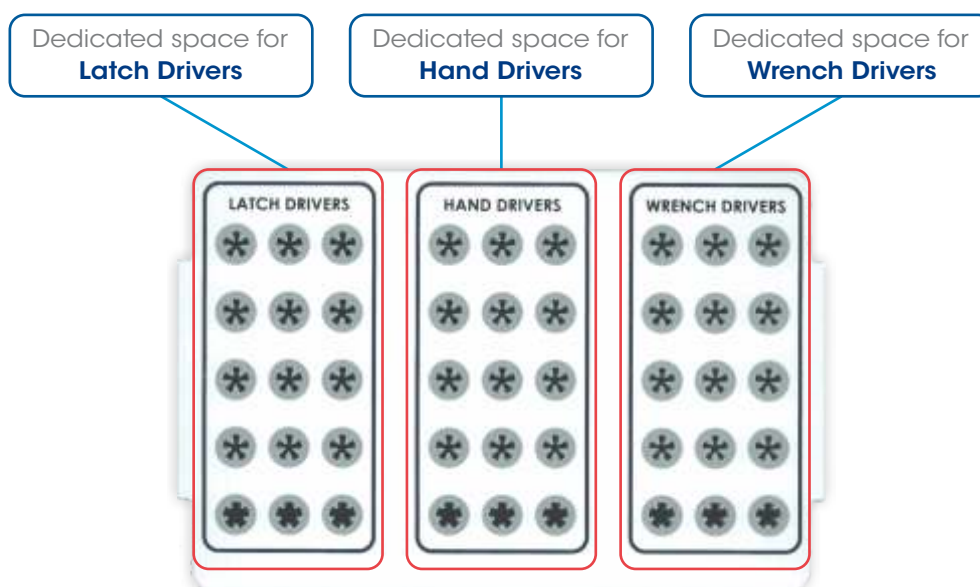 Dedicated space for
Latch Drivers
Dedicated space for
Hand Drivers
Dedicated space for
Wrench Drivers
LATCH DRIVERS
HAND DRIVERS
WRENCH DRIVERS